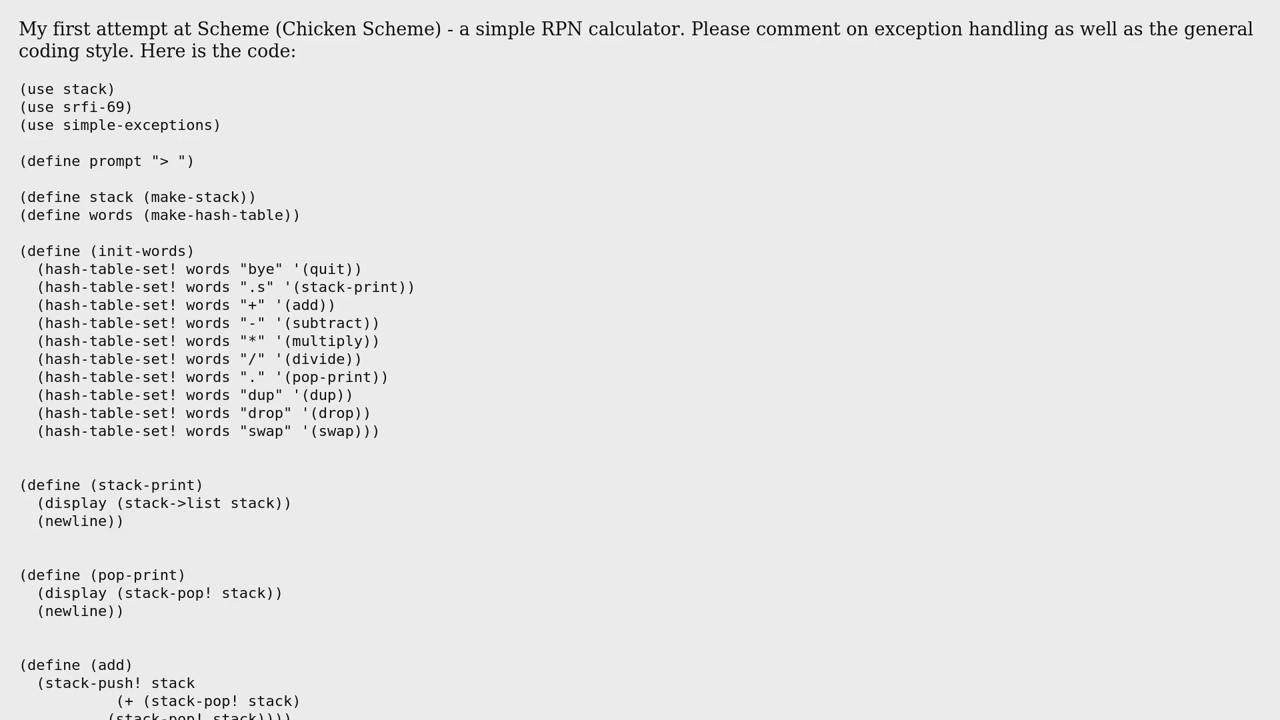 My first attempt at Scheme (Chicken Scheme) - a simple RPN calculator. Please comment on exception handling as well as the general
coding style. Here is the code:
(use stack)
(use srfi-69)
(use simple-exceptions)
(define prompt "> ")
(define stack (make-stack))
(define words (make-hash-table))
(define (init-words)
  (hash-table-set! words "bye" '(quit))
  (hash-table-set! words ".s" '(stack-print))
  (hash-table-set! words "+" '(add))
  (hash-table-set! words "-" '(subtract))
  (hash-table-set! words "*" '(multiply))
  (hash-table-set! words "/" '(divide))
  (hash-table-set! words "." '(pop-print))
  (hash-table-set! words "dup" '(dup))
  (hash-table-set! words "drop" '(drop))
  (hash-table-set! words "swap" '(swap)))
(define (stack-print)
  (display (stack->list stack))
  (newline))
(define (pop-print)
  (display (stack-pop! stack))
  (newline))
(define (add)
  (stack-push! stack
           (+ (stack-pop! stack)
          (stack-pop! stack))))